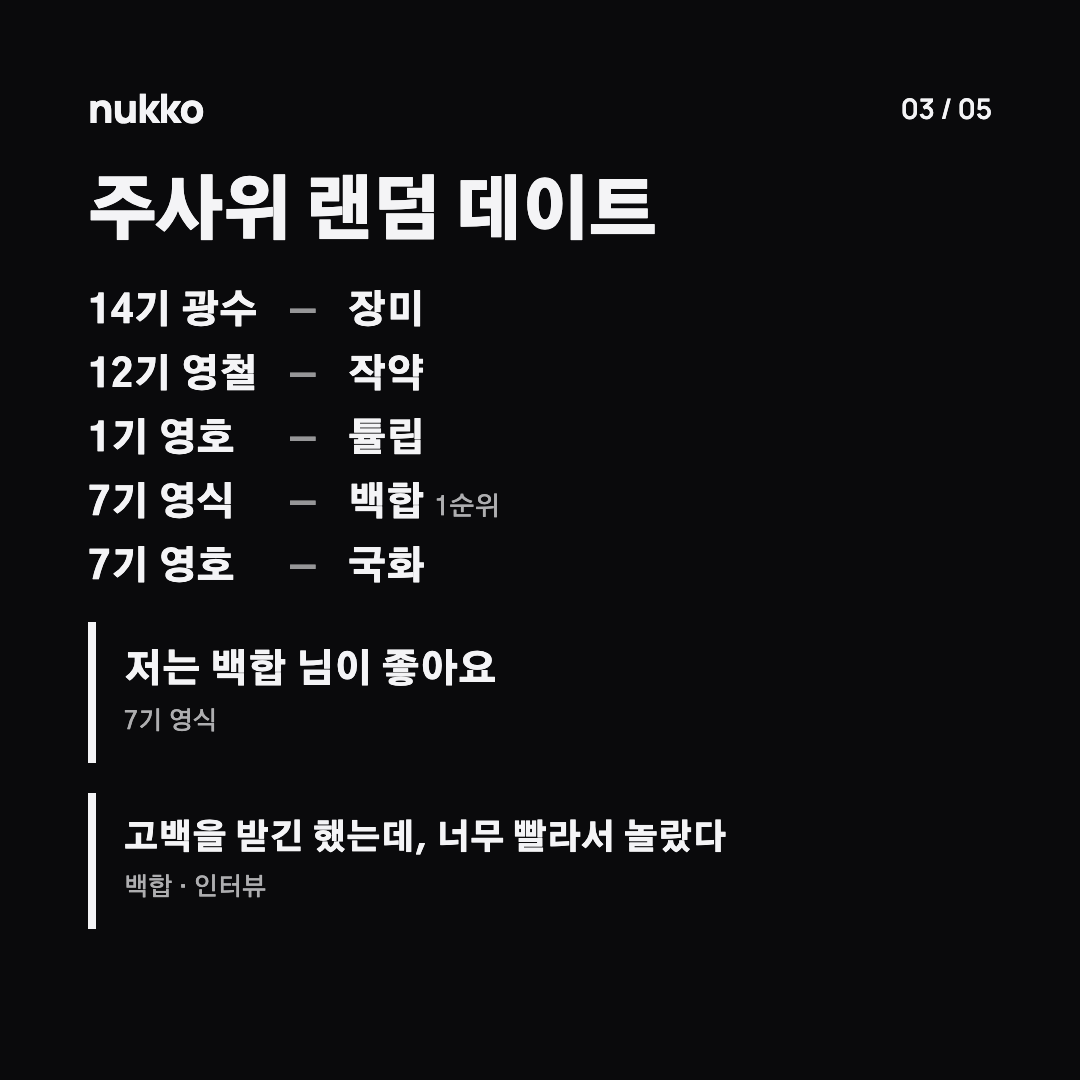 nukko
03 / 05
주사위 랜덤 데이트
14기 광수 – 장미
12기 영철 – 작약
1기 영호 – 튤립
7기 영식 – 백합 1순위
7기 영호 – 국화
저는 백합 님이 좋아요
7기 영식
고백을 받긴 했는데, 너무 빨라서 놀랐다
백합 · 인터뷰